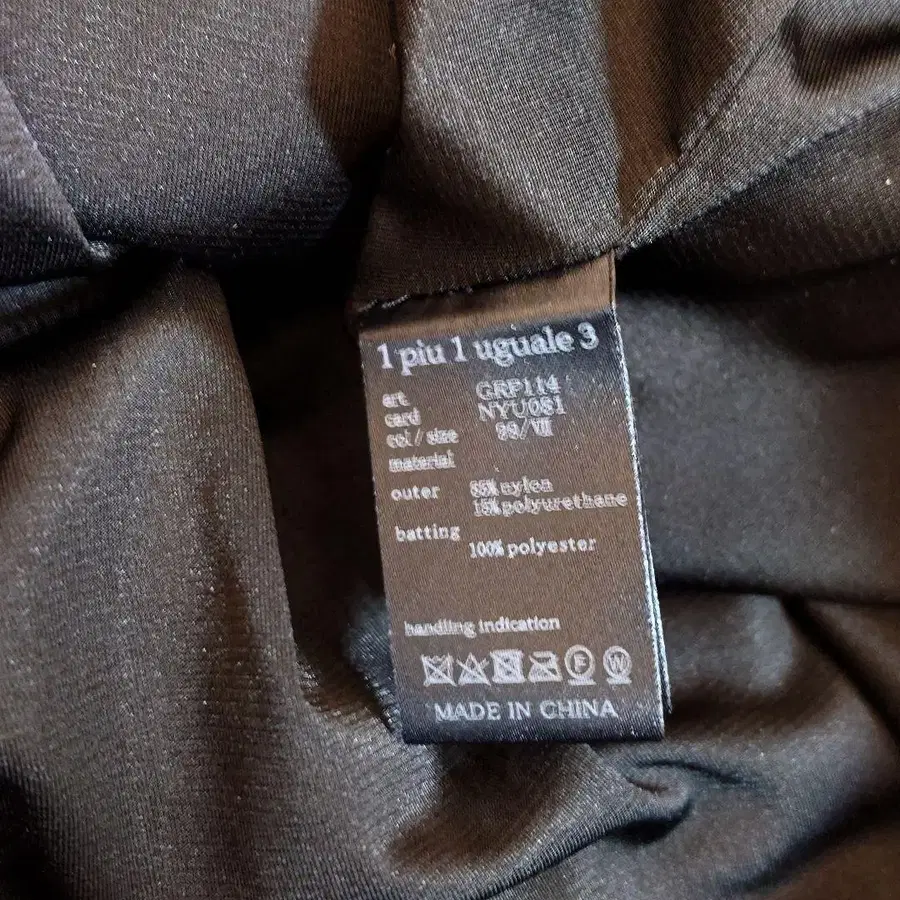 1 piu 1 uguale 3
art. GRP114
card NYU081
col / size 99/Ⅶ
material
outer 85% nylon
15% polyurethane
batting
100% polyester
handling indication
F W
MADE IN CHINA